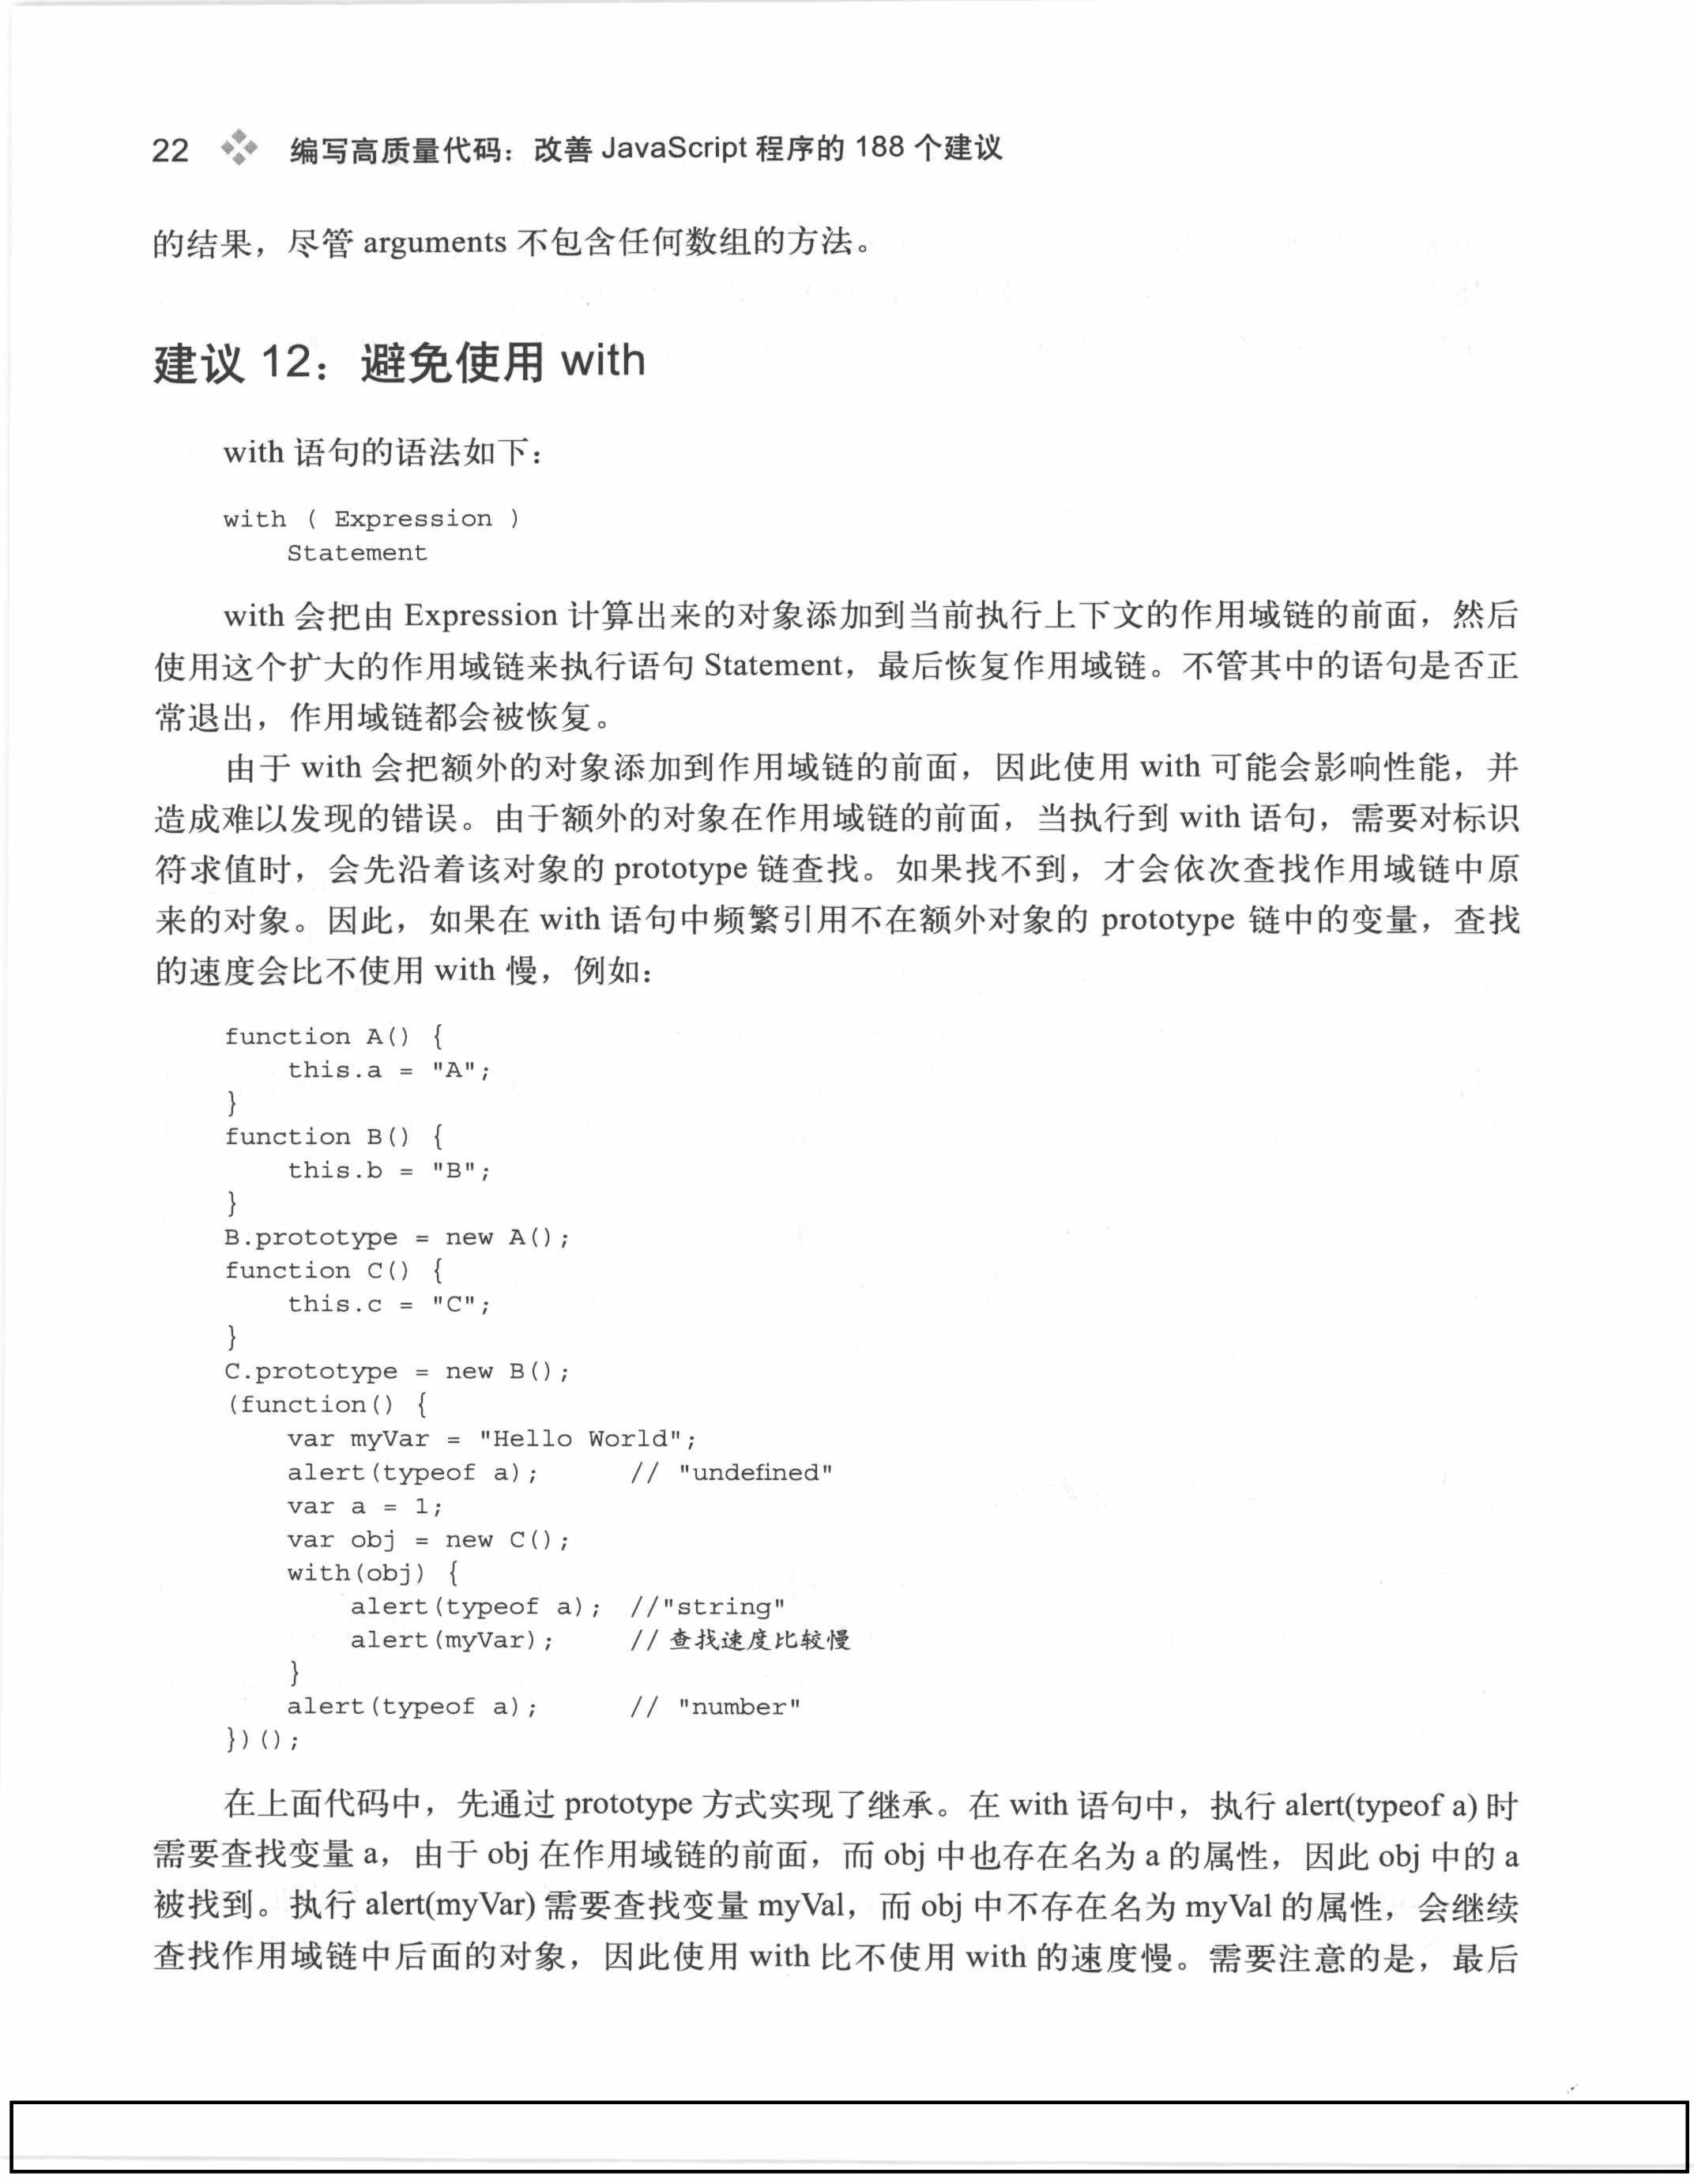 22 编写高质量代码：改善 JavaScript 程序的 188 个建议
的结果，尽管 arguments 不包含任何数组的方法。
建议 12：避免使用 with
with 语句的语法如下：
with ( Expression )
    Statement
with 会把由 Expression 计算出来的对象添加到当前执行上下文的作用域链的前面，然后
使用这个扩大的作用域链来执行语句 Statement，最后恢复作用域链。不管其中的语句是否正
常退出，作用域链都会被恢复。
由于 with 会把额外的对象添加到作用域链的前面，因此使用 with 可能会影响性能，并
造成难以发现的错误。由于额外的对象在作用域链的前面，当执行到 with 语句，需要对标识
符求值时，会先沿着该对象的 prototype 链查找。如果找不到，才会依次查找作用域链中原
来的对象。因此，如果在 with 语句中频繁引用不在额外对象的 prototype 链中的变量，查找
的速度会比不使用 with 慢，例如：
function A() {
    this.a = "A";
}
function B() {
    this.b = "B";
}
B.prototype = new A();
function C() {
    this.c = "C";
}
C.prototype = new B();
(function() {
    var myVar = "Hello World";
    alert(typeof a);      // "undefined"
    var a = 1;
    var obj = new C();
    with(obj) {
        alert(typeof a);  //"string"
        alert(myVar);     // 查找速度比较慢
    }
    alert(typeof a);      // "number"
})();
在上面代码中，先通过 prototype 方式实现了继承。在 with 语句中，执行 alert(typeof a) 时
需要查找变量 a，由于 obj 在作用域链的前面，而 obj 中也存在名为 a 的属性，因此 obj 中的 a
被找到。执行 alert(myVar) 需要查找变量 myVal，而 obj 中不存在名为 myVal 的属性，会继续
查找作用域链中后面的对象，因此使用 with 比不使用 with 的速度慢。需要注意的是，最后